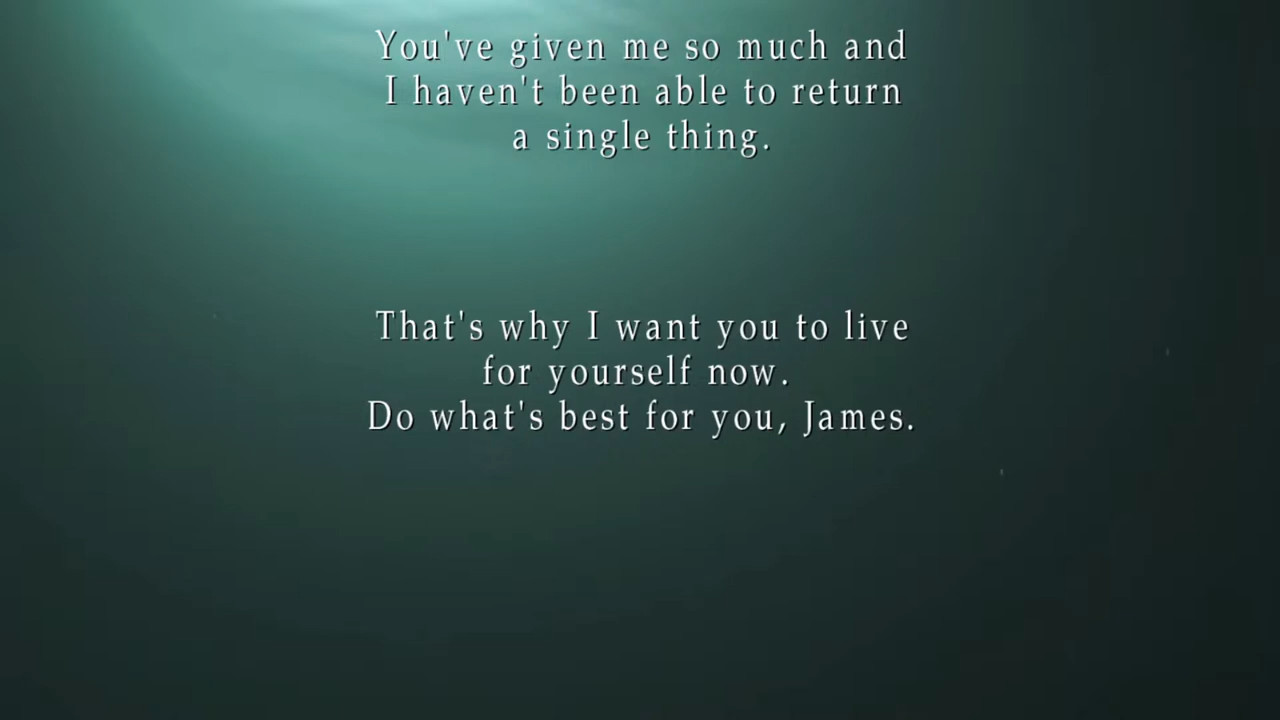 You've given me so much and
I haven't been able to return
a single thing.
That's why I want you to live
for yourself now.
Do what's best for you, James.